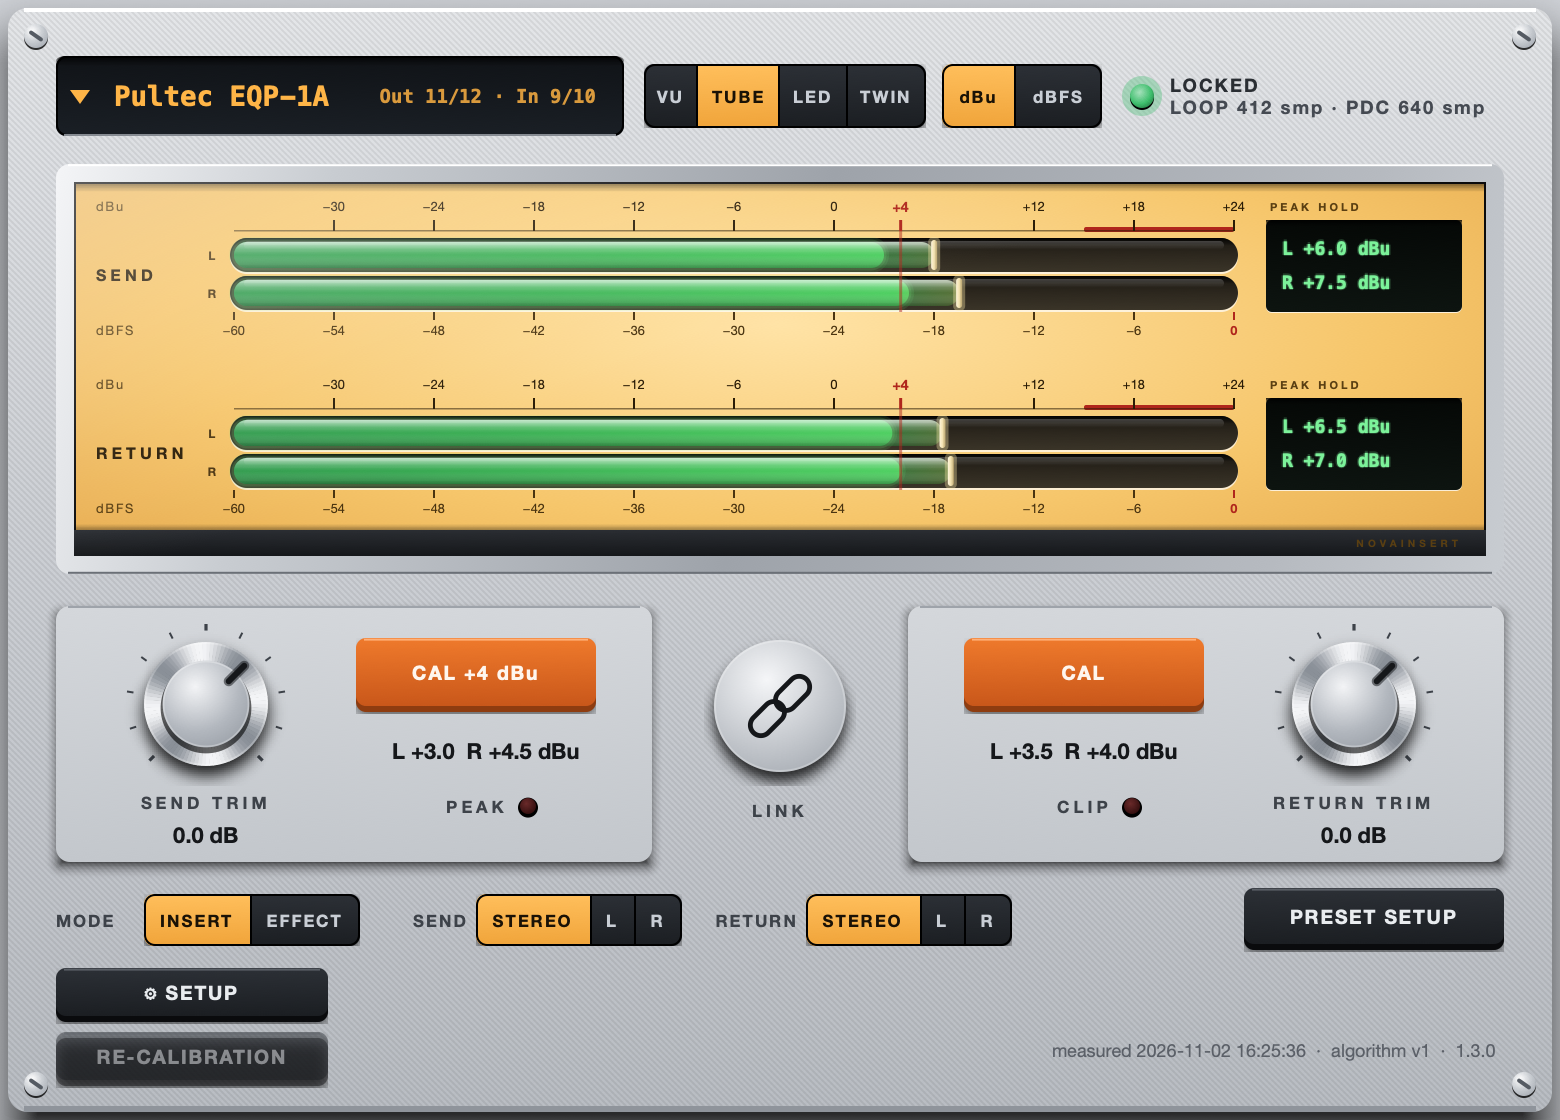 Pultec EQP-1A Out 11/12 · In 9/10
VU TUBE LED TWIN
dBu dBFS
LOCKED
LOOP 412 smp · PDC 640 smp
dBu -30 -24 -18 -12 -6 0 +4 +12 +18 +24 PEAK HOLD
SEND
L
R
L +6.0 dBu
R +7.5 dBu
dBFS -60 -54 -48 -42 -36 -30 -24 -18 -12 -6 0
dBu -30 -24 -18 -12 -6 0 +4 +12 +18 +24 PEAK HOLD
RETURN
L
R
L +6.5 dBu
R +7.0 dBu
dBFS -60 -54 -48 -42 -36 -30 -24 -18 -12 -6 0
NOVAINSERT
CAL +4 dBu
L +3.0 R +4.5 dBu
SEND TRIM
0.0 dB
PEAK
LINK
CAL
L +3.5 R +4.0 dBu
CLIP
RETURN TRIM
0.0 dB
MODE INSERT EFFECT SEND STEREO L R RETURN STEREO L R PRESET SETUP
⚙ SETUP
RE-CALIBRATION
measured 2026-11-02 16:25:36 · algorithm v1 · 1.3.0